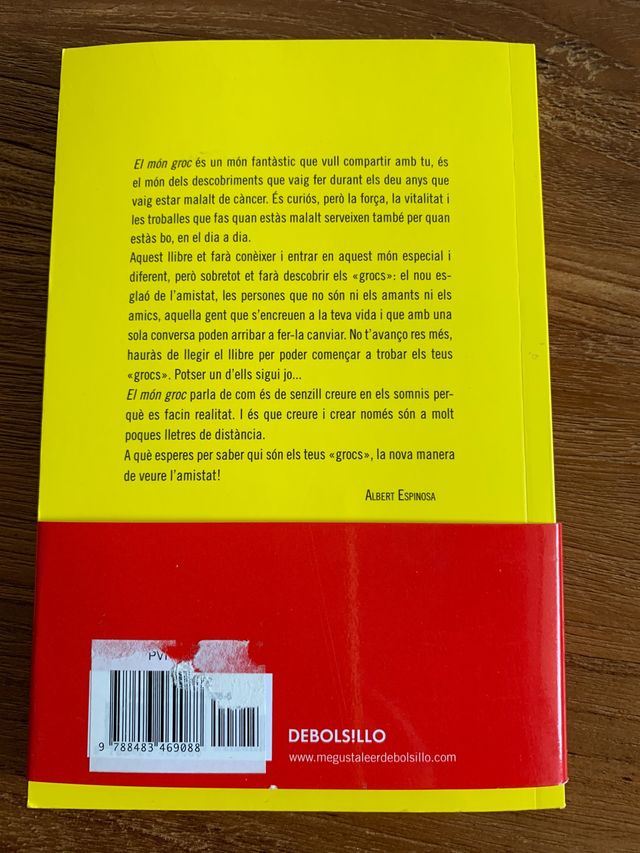 El món groc és un món fantàstic que vull compartir amb tu, és
el món dels descobriments que vaig fer durant els deu anys que
vaig estar malalt de càncer. És curiós, però la força, la vitalitat i
les troballes que fas quan estàs malalt serveixen també per quan
estàs bo, en el dia a dia.
Aquest llibre et farà conèixer i entrar en aquest món especial i
diferent, però sobretot et farà descobrir els «grocs»: el nou es-
glaó de l'amistat, les persones que no són ni els amants ni els
amics, aquella gent que s'encreuen a la teva vida i que amb una
sola conversa poden arribar a fer-la canviar. No t'avanço res més,
hauràs de llegir el llibre per poder començar a trobar els teus
«grocs». Potser un d'ells sigui jo...
El món groc parla de com és de senzill creure en els somnis per-
què es facin realitat. I és que creure i crear només són a molt
poques lletres de distància.
A què esperes per saber qui són els teus «grocs», la nova manera
de veure l'amistat!
ALBERT ESPINOSA
9 788483 469088
DEBOLS!LLO
www.megustaleerdebolsillo.com